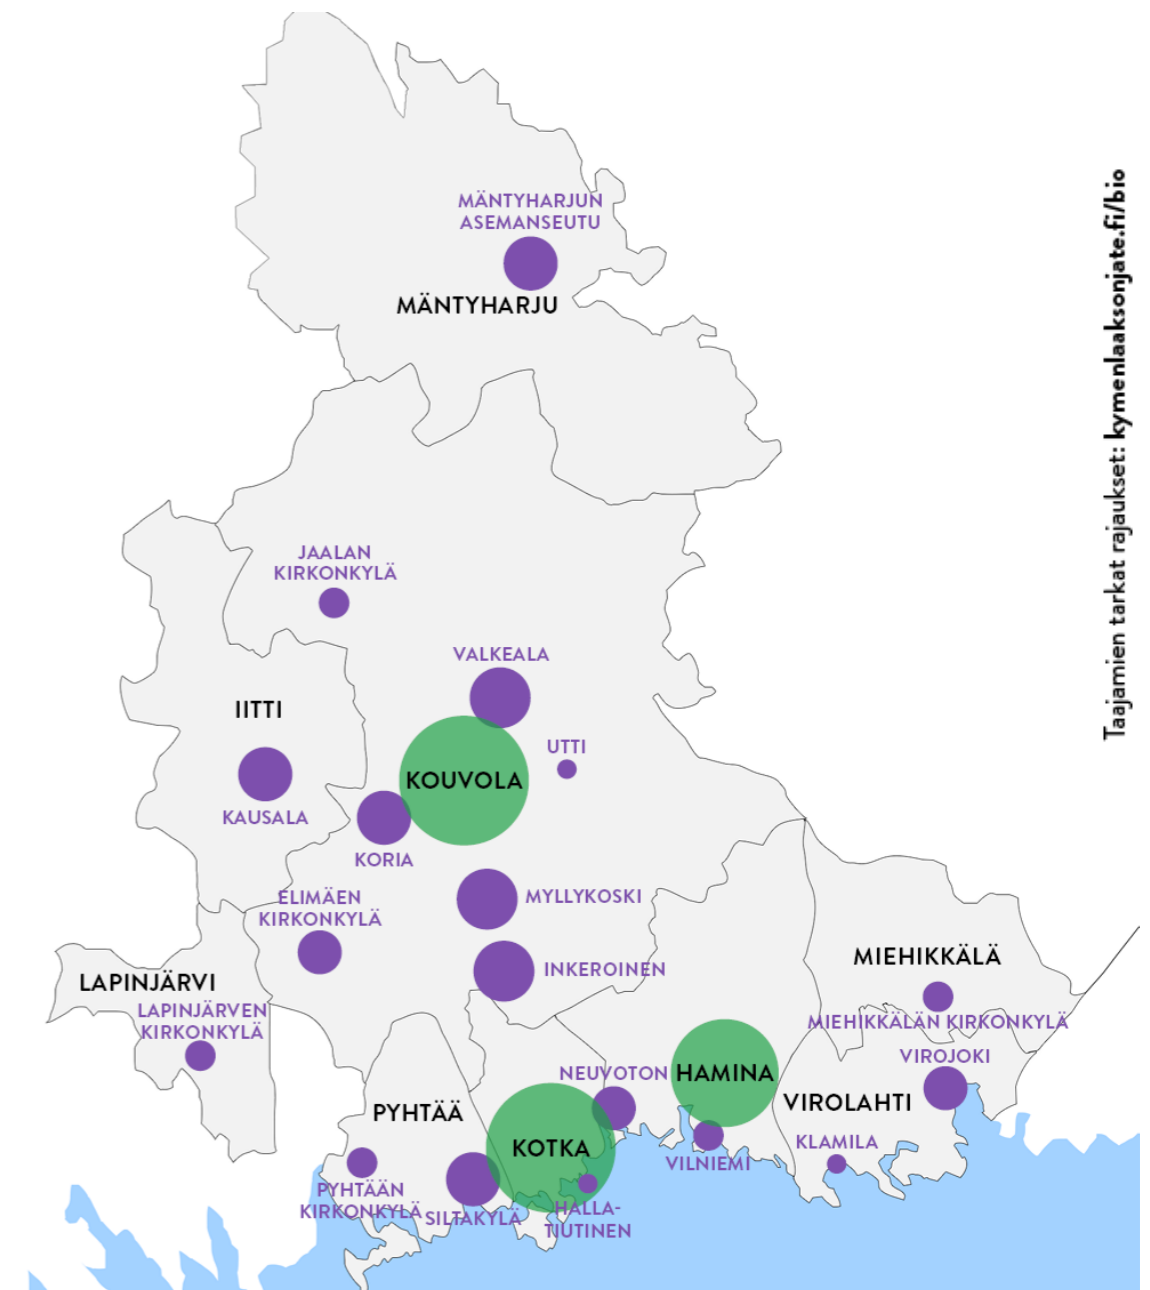 MÄNTYHARJUN
ASEMANSEUTU
MÄNTYHARJU
JAALAN
KIRKONKYLÄ
VALKEALA
IITTI
UTTI
KOUVOLA
KAUSALA
KORIA
ELIMÄEN
KIRKONKYLÄ
MYLLYKOSKI
INKEROINEN
MIEHIKKÄLÄ
LAPINJÄRVI
LAPINJÄRVEN
KIRKONKYLÄ
MIEHIKKÄLÄN KIRKONKYLÄ
VIROJOKI
NEUVOTON
HAMINA
PYHTÄÄ
VIROLAHTI
KOTKA
KLAMILA
VILNIEMI
PYHTÄÄN
KIRKONKYLÄ
SILTAKYLÄ
HALLA-
TIUTINEN
Taajamien tarkat rajaukset: kymenlaaksonjate.fi/bio